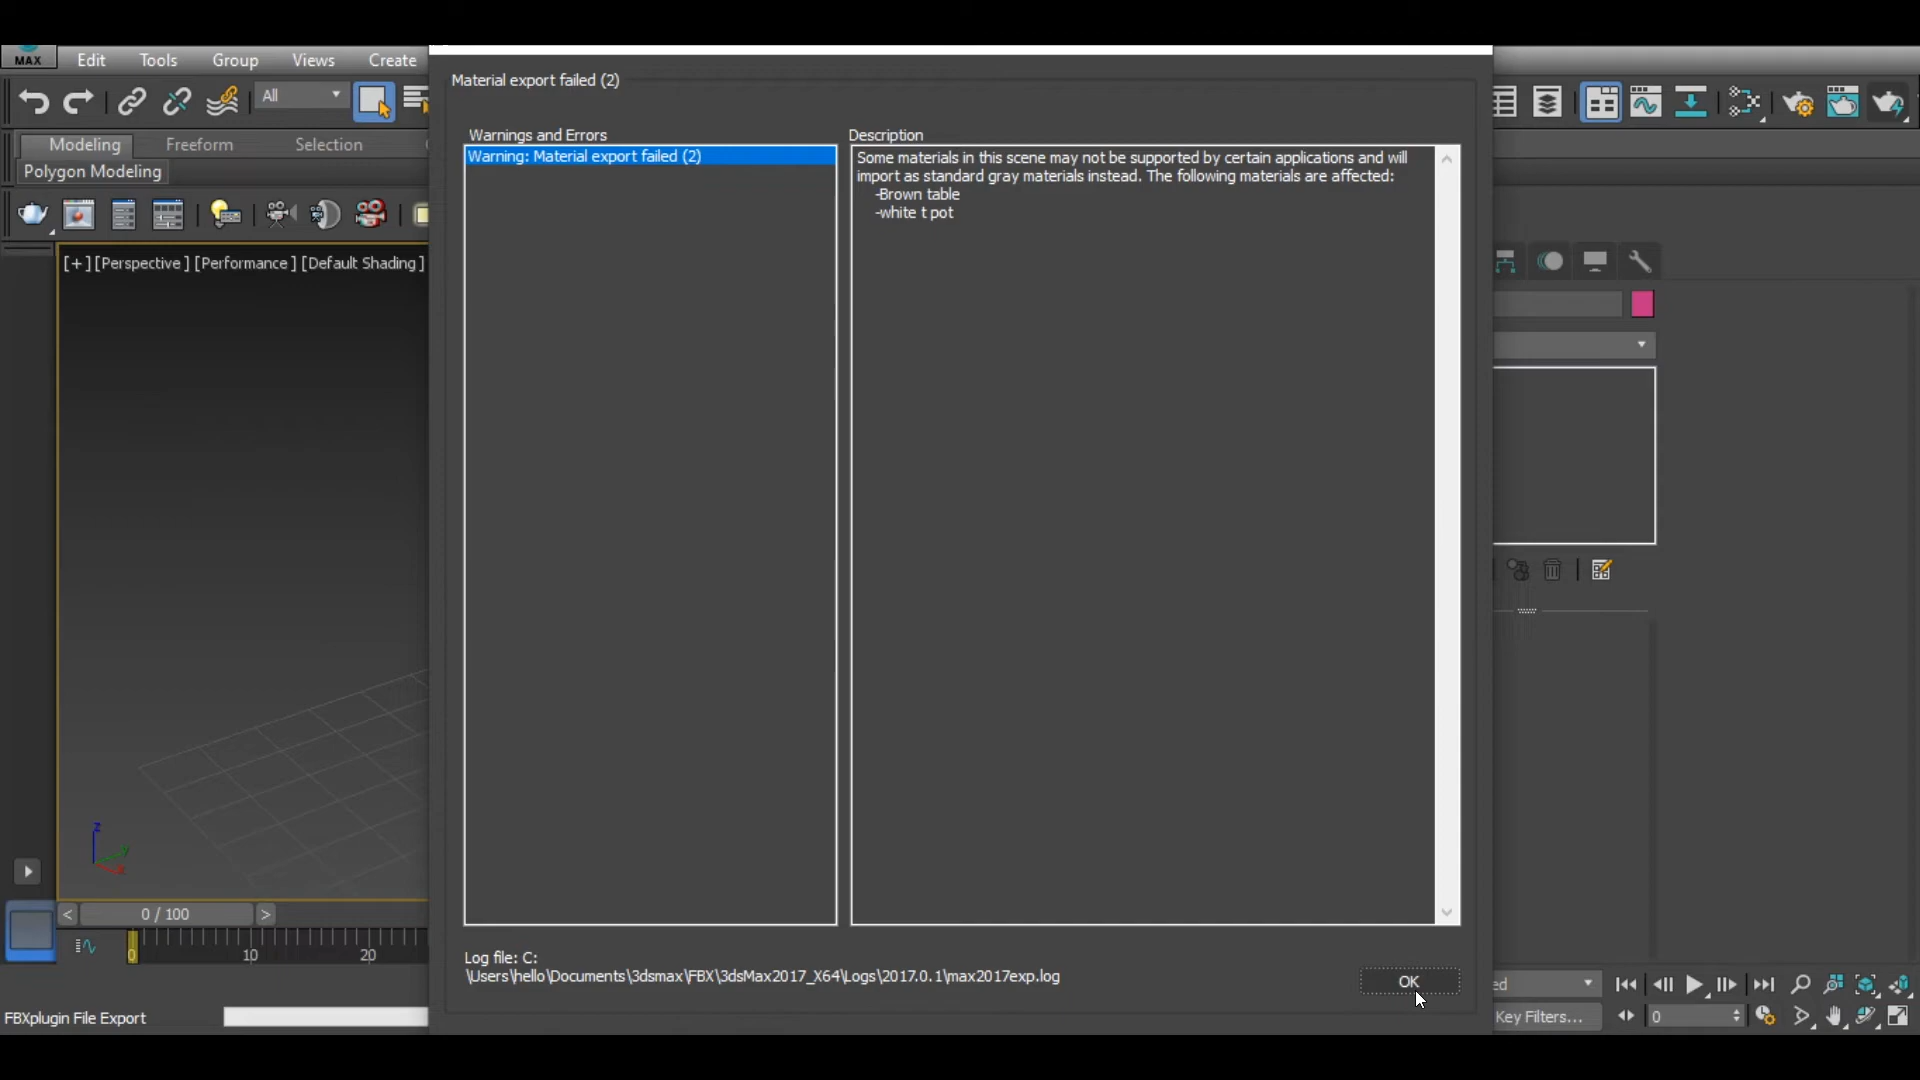 MAX
Edit
Tools
Group
Views
Create
Material export failed (2)
All
Modeling
Freeform
Selection
Polygon Modeling
Warnings and Errors
Warning: Material export failed (2)
Description
Some materials in this scene may not be supported by certain applications and will
import as standard gray materials instead. The following materials are affected:
-Brown table
-white t pot
[+] [Perspective ] [Performance ] [Default Shading ]
z
y
x
< 0 / 100 >
0
10
20
Log file: C:
\Users\hello\Documents\3dsmax\FBX\3dsMax2017_X64\Logs\2017.0.1\max2017exp.log
OK
ed
FBXplugin File Export
Key Filters...
0